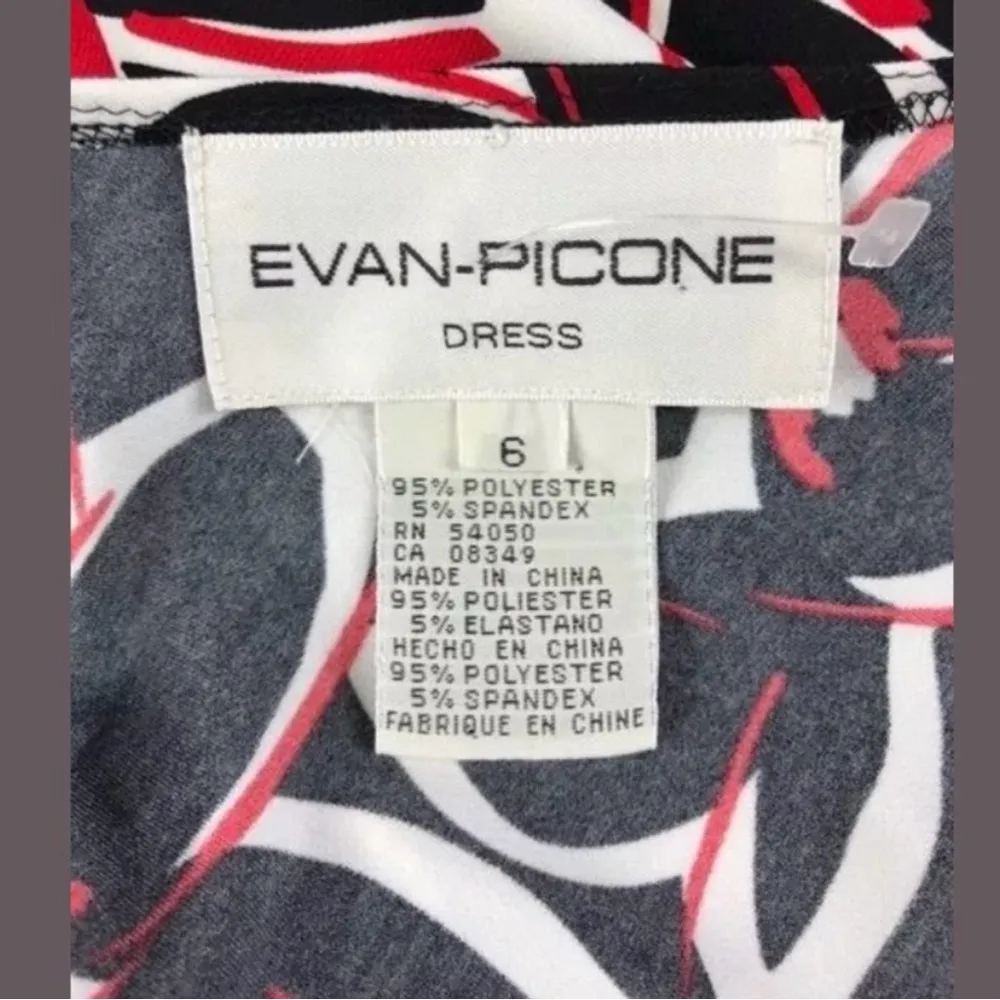 EVAN-PICONE
DRESS
6
95% POLYESTER
5% SPANDEX
RN 54050
CA 08349
MADE IN CHINA
95% POLIESTER
5% ELASTANO
HECHO EN CHINA
95% POLYESTER
5% SPANDEX
FABRIQUE EN CHINE